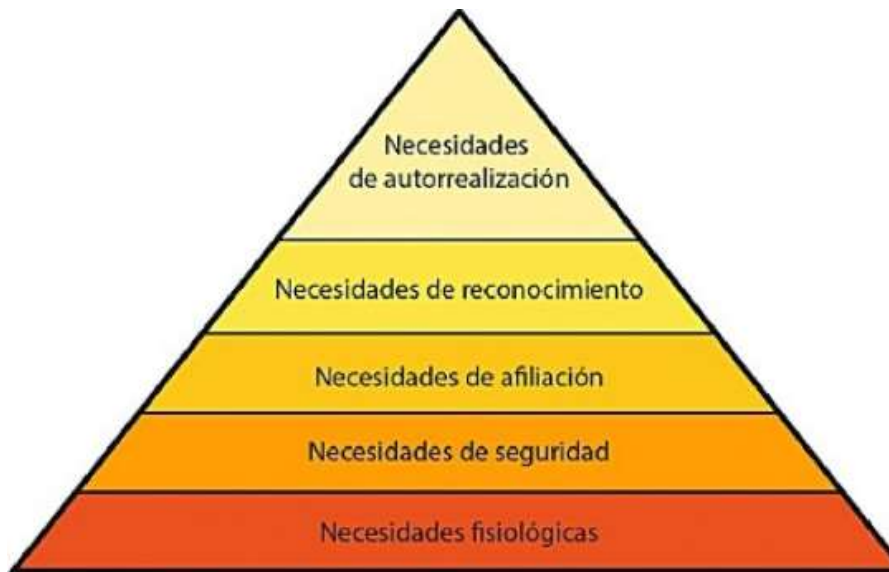 Necesidades
de autorrealización
Necesidades de reconocimiento
Necesidades de afiliación
Necesidades de seguridad
Necesidades fisiológicas